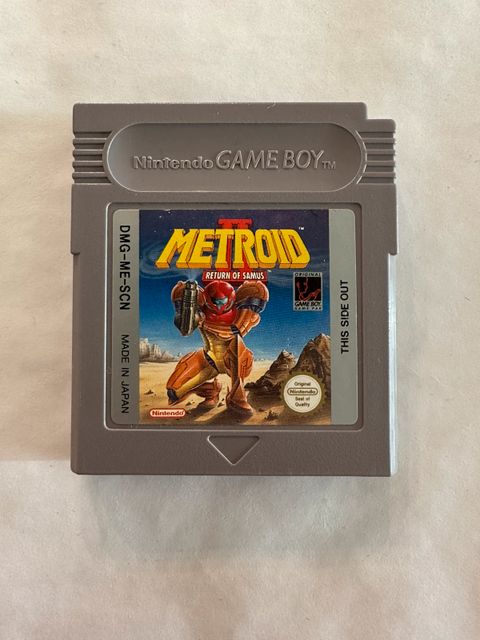 Nintendo GAME BOY TM
II
METROID TM
RETURN OF SAMUS
DMG-ME-SCN
MADE IN JAPAN
ORIGINAL
GAME BOY
GAME PAK
THIS SIDE OUT
Original
Nintendo
Seal of
Quality
Nintendo